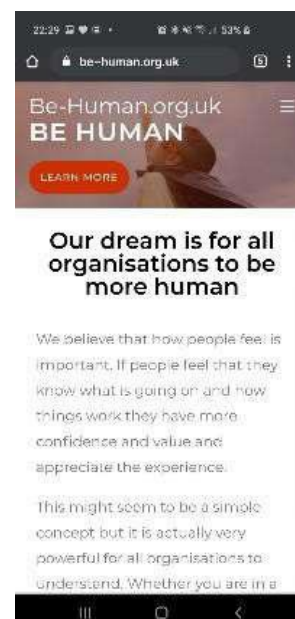 22:29
53%
be-human.org.uk
Be-Human.org.uk
BE HUMAN
LEARN MORE
Our dream is for all
organisations to be
more human
We believe that how people feel is
important. If people feel that they
know what is going on and how
things work they have more
confidence and value and
appreciate the experience.
This might seem to be a simple
concept but it is actually very
powerful for all organisations to
understand. Whether you are in a